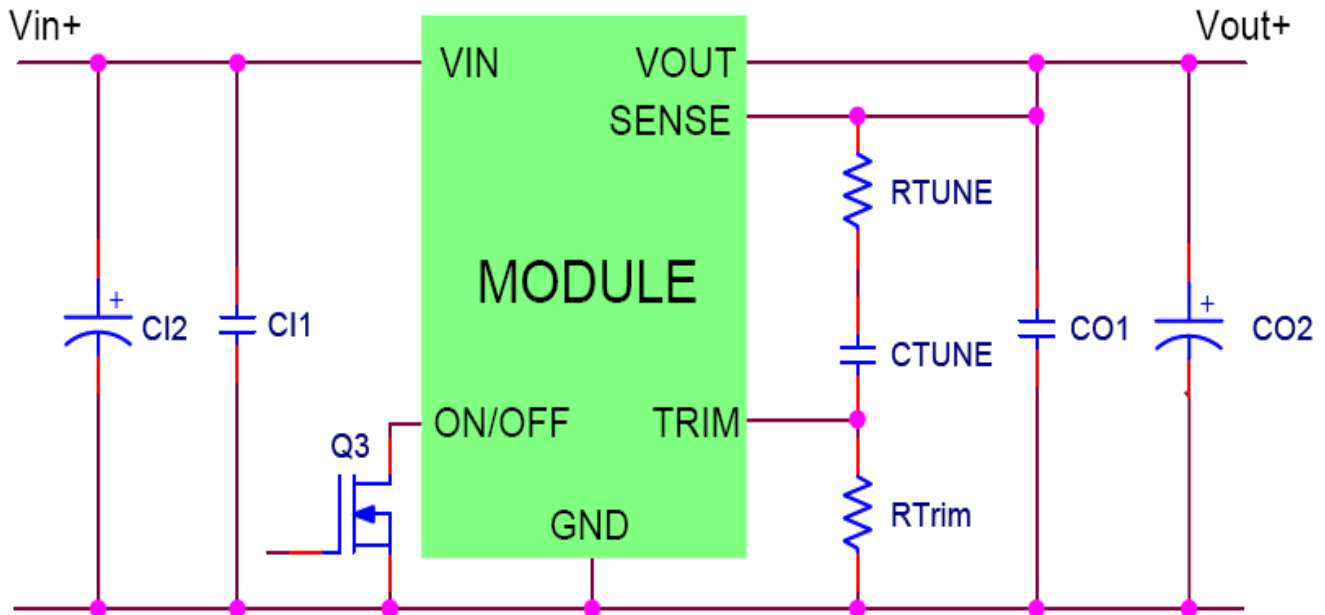 Vin+
Vout+
VIN
VOUT
SENSE
RTUNE
MODULE
+
CI2
CI1
CO1
+
CO2
CTUNE
ON/OFF
TRIM
Q3
RTrim
GND